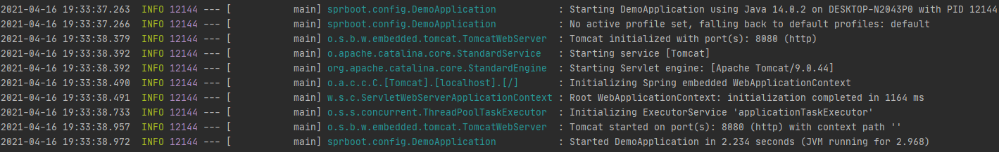 2021-04-16 19:33:37.263  INFO 12144 --- [           main] sprboot.config.DemoApplication           : Starting DemoApplication using Java 14.0.2 on DESKTOP-N2043P0 with PID 12144
2021-04-16 19:33:37.266  INFO 12144 --- [           main] sprboot.config.DemoApplication           : No active profile set, falling back to default profiles: default
2021-04-16 19:33:38.379  INFO 12144 --- [           main] o.s.b.w.embedded.tomcat.TomcatWebServer  : Tomcat initialized with port(s): 8080 (http)
2021-04-16 19:33:38.392  INFO 12144 --- [           main] o.apache.catalina.core.StandardService   : Starting service [Tomcat]
2021-04-16 19:33:38.392  INFO 12144 --- [           main] org.apache.catalina.core.StandardEngine  : Starting Servlet engine: [Apache Tomcat/9.0.44]
2021-04-16 19:33:38.490  INFO 12144 --- [           main] o.a.c.c.C.[Tomcat].[localhost].[/]       : Initializing Spring embedded WebApplicationContext
2021-04-16 19:33:38.491  INFO 12144 --- [           main] w.s.c.ServletWebServerApplicationContext : Root WebApplicationContext: initialization completed in 1164 ms
2021-04-16 19:33:38.733  INFO 12144 --- [           main] o.s.s.concurrent.ThreadPoolTaskExecutor  : Initializing ExecutorService 'applicationTaskExecutor'
2021-04-16 19:33:38.957  INFO 12144 --- [           main] o.s.b.w.embedded.tomcat.TomcatWebServer  : Tomcat started on port(s): 8080 (http) with context path ''
2021-04-16 19:33:38.972  INFO 12144 --- [           main] sprboot.config.DemoApplication           : Started DemoApplication in 2.234 seconds (JVM running for 2.968)